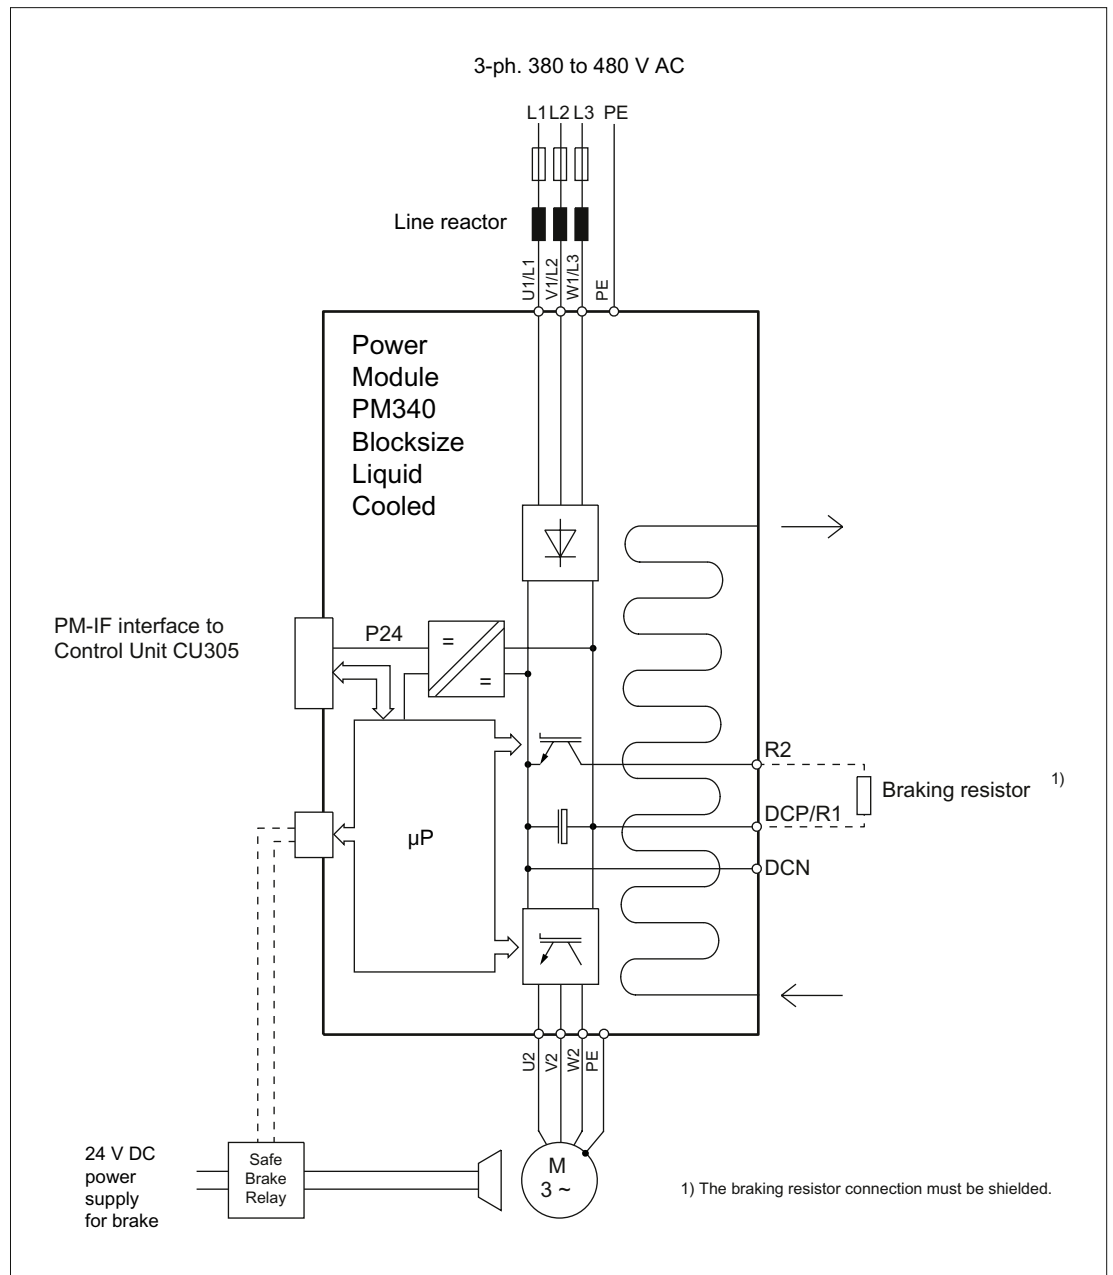 3-ph. 380 to 480 V AC
L1 L2 L3 PE
Line reactor
U1/L1
V1/L2
W1/L3
PE
Power
Module
PM340
Blocksize
Liquid
Cooled
PM-IF interface to
Control Unit CU305
P24
=
=
R2
Braking resistor 1)
DCP/R1
µP
DCN
U2
V2
W2
PE
24 V DC
power
supply
for brake
Safe
Brake
Relay
M
3 ~
1) The braking resistor connection must be shielded.